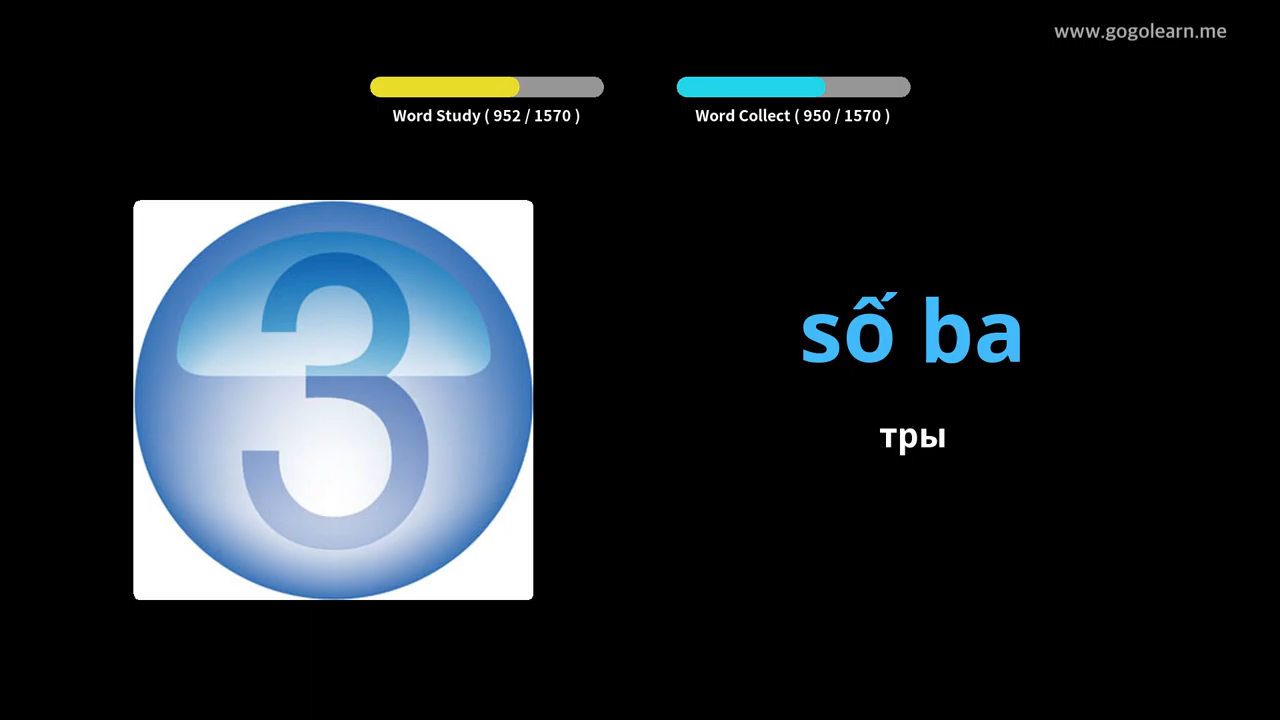 www.gogolearn.me
Word Study ( 952 / 1570 )
Word Collect ( 950 / 1570 )
3
số ba
тры